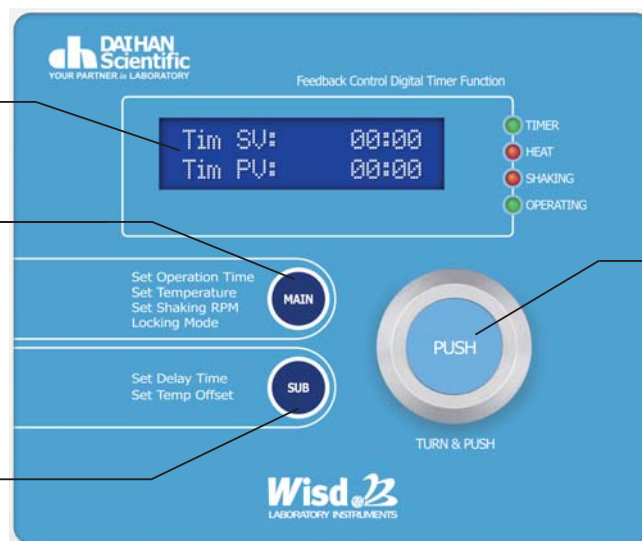 DAIHAN
Scientific
YOUR PARTNER in LABORATORY
Feedback Control Digital Timer Function
Tim SV: 00:00
Tim PV: 00:00
TIMER
HEAT
SHAKING
OPERATING
Set Operation Time
Set Temperature
Set Shaking RPM
Locking Mode
MAIN
Set Delay Time
Set Temp Offset
SUB
PUSH
TURN & PUSH
Wisd
LABORATORY INSTRUMENTS